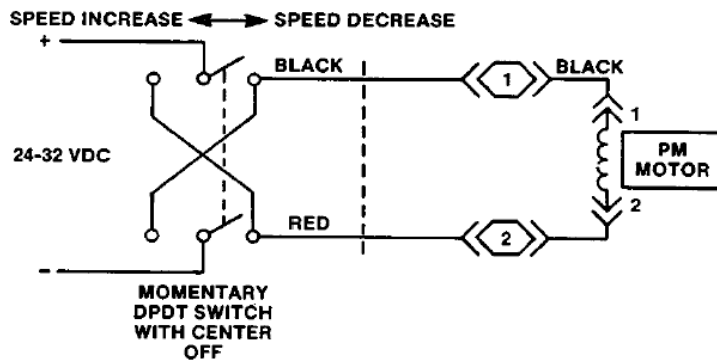 SPEED INCREASE ◄─► SPEED DECREASE
+
BLACK
1
BLACK
1
24-32 VDC
PM
MOTOR
2
RED
2
−
MOMENTARY
DPDT SWITCH
WITH CENTER
OFF